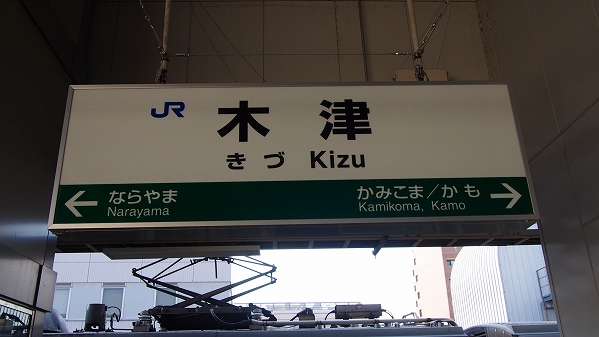 JR 木津
きづ Kizu
← ならやま かみこま/かも →
Narayama Kamikoma, Kamo